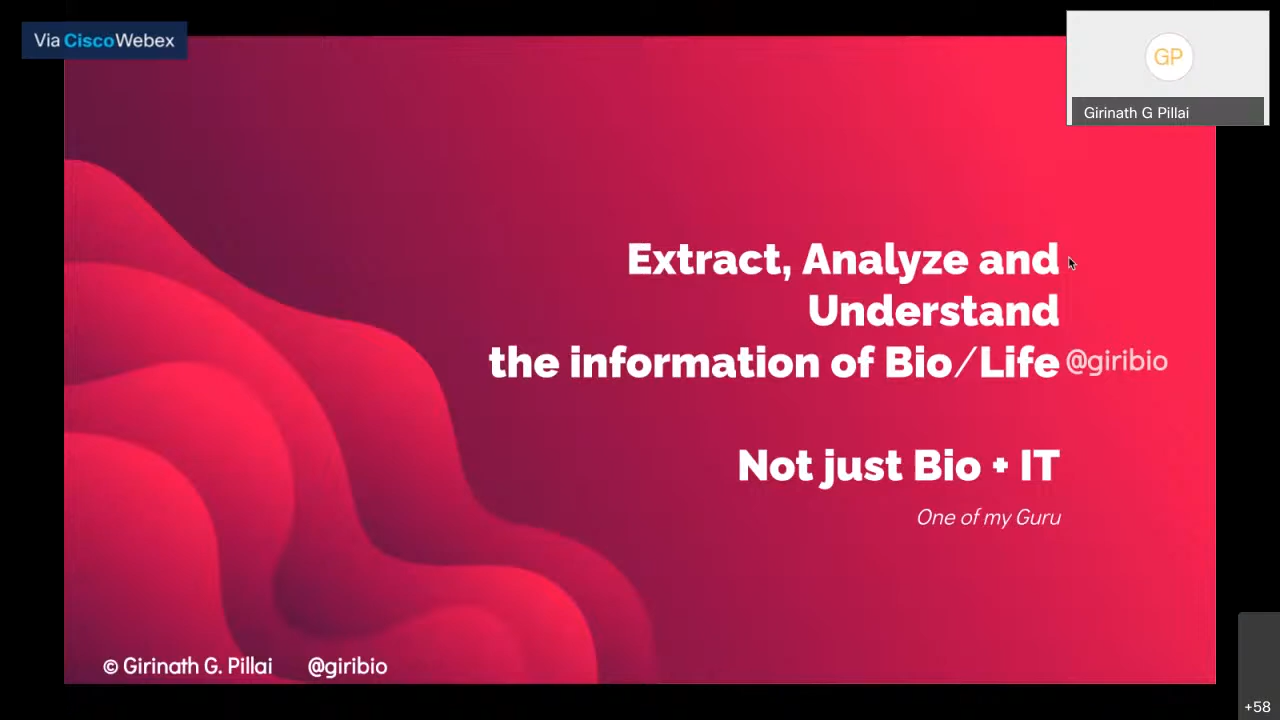 Via CiscoWebex
GP
Girinath G Pillai
Extract, Analyze and
Understand
the information of Bio/Life
@giribio
Not just Bio + IT
One of my Guru
© Girinath G. Pillai
@giribio
+58